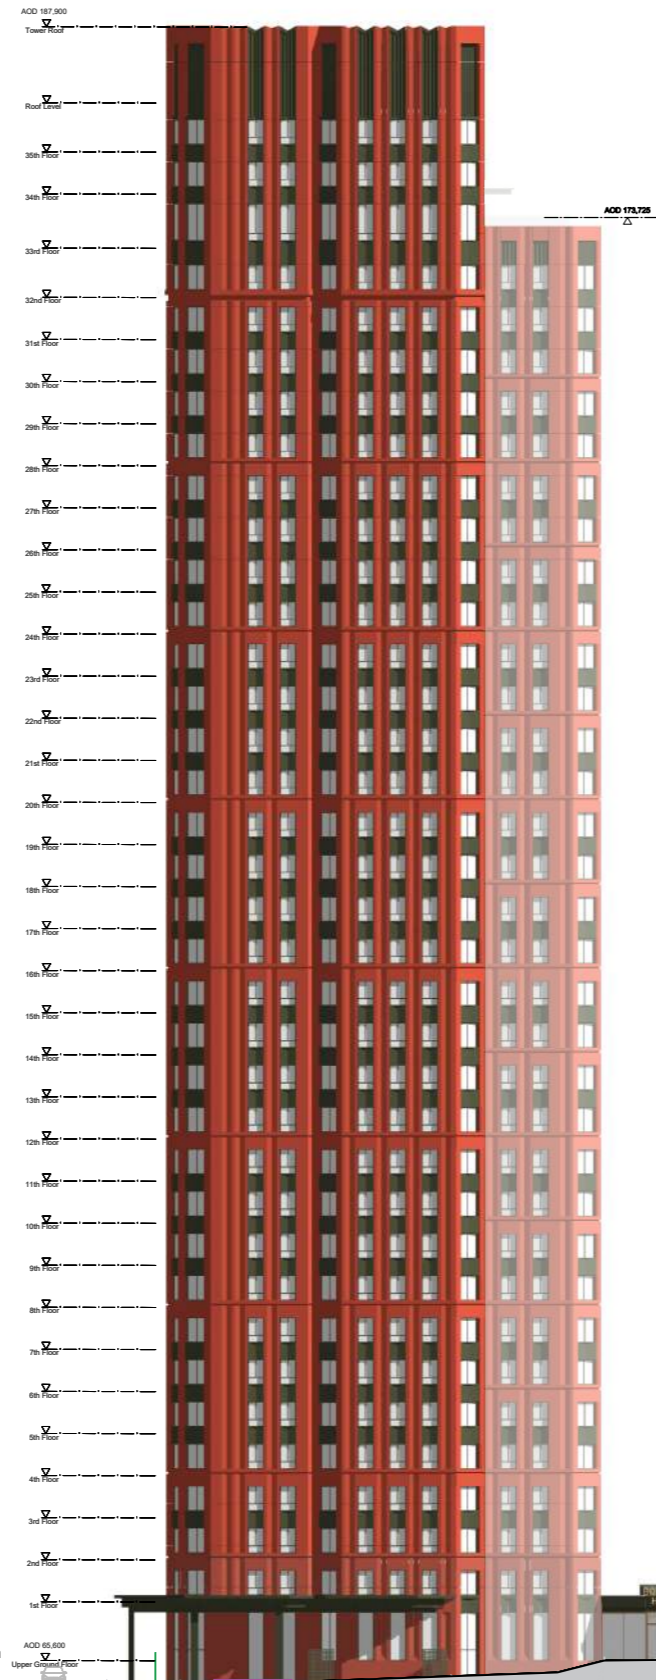 AOD 187,900
Tower Roof
Roof Level
35th Floor
34th Floor
AOD 173,725
33rd Floor
32nd Floor
31st Floor
30th Floor
29th Floor
28th Floor
27th Floor
26th Floor
25th Floor
24th Floor
23rd Floor
22nd Floor
21st Floor
20th Floor
19th Floor
18th Floor
17th Floor
16th Floor
15th Floor
14th Floor
13th Floor
12th Floor
11th Floor
10th Floor
9th Floor
8th Floor
7th Floor
6th Floor
5th Floor
4th Floor
3rd Floor
2nd Floor
1st Floor
AOD 65,600
Upper Ground Floor